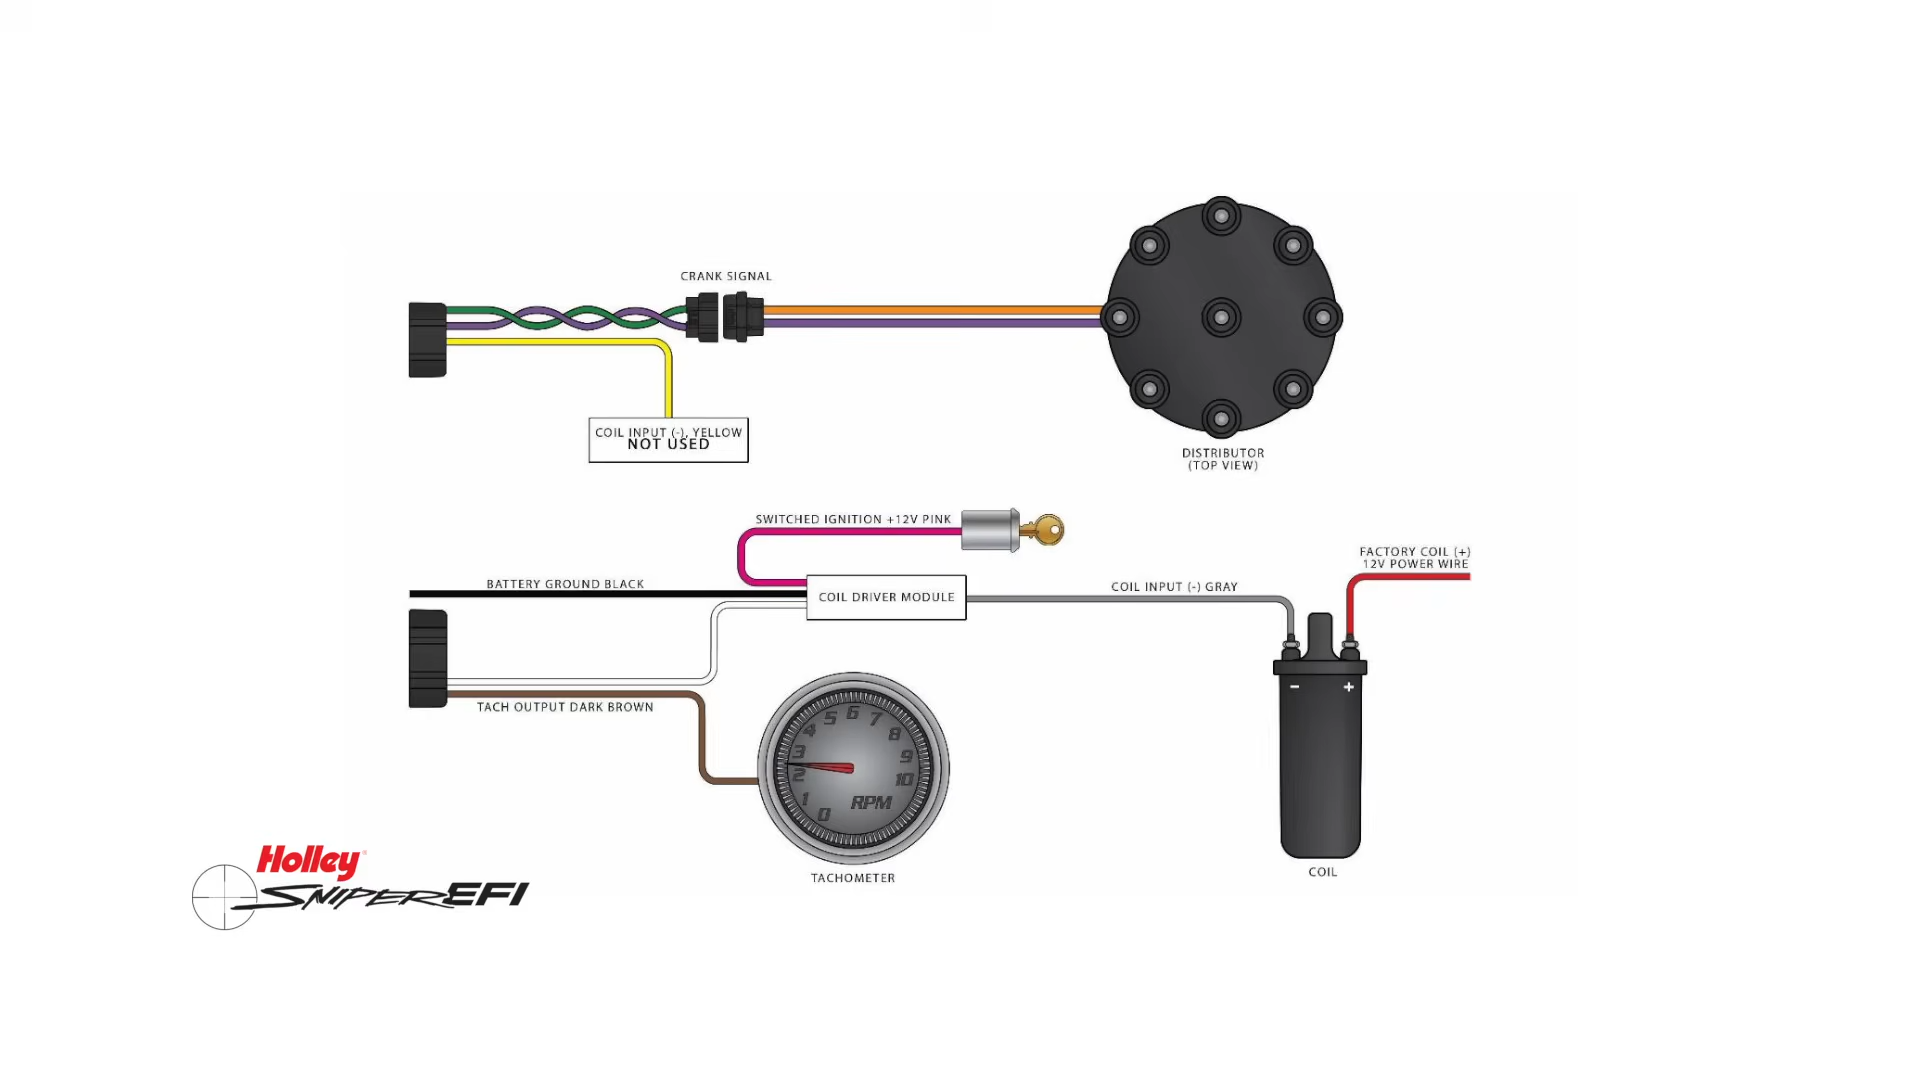 CRANK SIGNAL
COIL INPUT (-), YELLOW
NOT USED
DISTRIBUTOR
(TOP VIEW)
SWITCHED IGNITION +12V PINK
FACTORY COIL (+)
12V POWER WIRE
BATTERY GROUND BLACK
COIL DRIVER MODULE
COIL INPUT (-) GRAY
- +
TACH OUTPUT DARK BROWN
0 1 2 3 4 5 6 7 8 9 10
RPM
TACHOMETER
COIL
Holley
SNIPER EFI